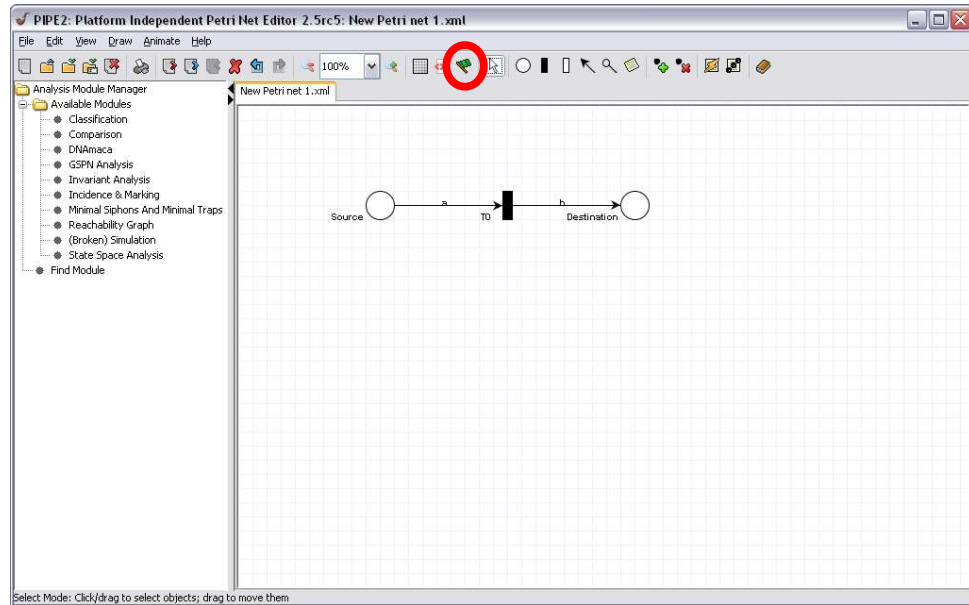 PIPE2: Platform Independent Petri Net Editor 2.5rc5: New Petri net 1.xml
File Edit View Draw Animate Help
100%
Analysis Module Manager
Available Modules
Classification
Comparison
DNAmaca
GSPN Analysis
Invariant Analysis
Incidence & Marking
Minimal Siphons And Minimal Traps
Reachability Graph
(Broken) Simulation
State Space Analysis
Find Module
New Petri net 1.xml
a b
Source T0 Destination
Select Mode: Click/drag to select objects; drag to move them